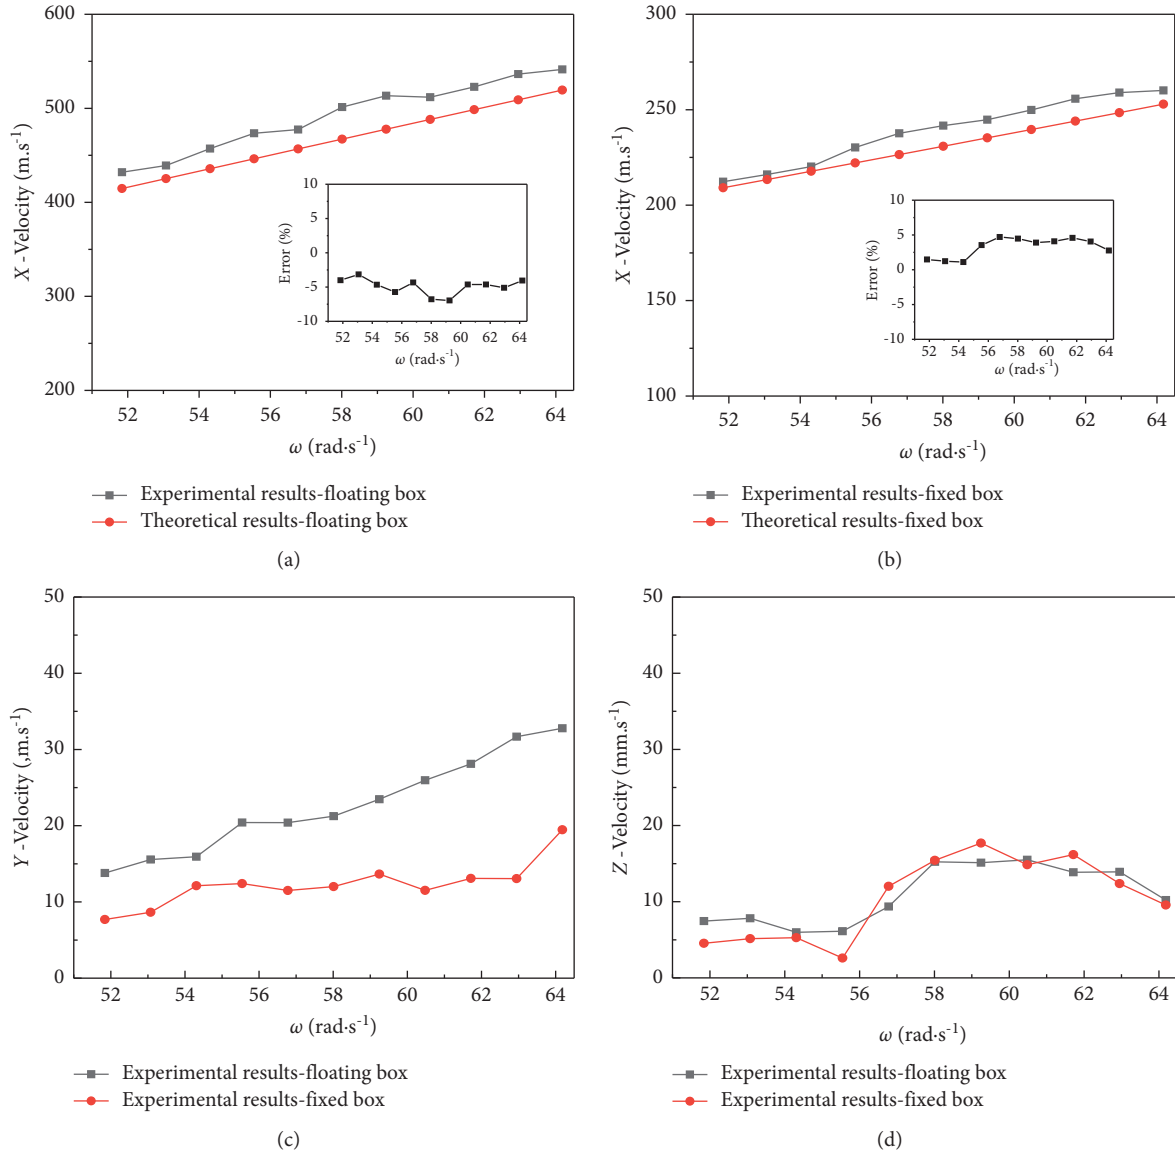 600
500
400
300
200
X -Velocity (m.s-1)
10
5
0
-5
-10
Error (%)
52 54 56 58 60 62 64
ω (rad·s-1)
52 54 56 58 60 62 64
ω (rad·s-1)
Experimental results-floating box
Theoretical results-floating box
(a)
300
250
200
150
100
X -Velocity (m.s-1)
10
5
0
-5
-10
Error (%)
52 54 56 58 60 62 64
ω (rad·s-1)
52 54 56 58 60 62 64
ω (rad·s-1)
Experimental results-fixed box
Theoretical results-fixed box
(b)
50
40
30
20
10
0
Y -Velocity (,m.s-1)
52 54 56 58 60 62 64
ω (rad·s-1)
Experimental results-floating box
Experimental results-fixed box
(c)
50
40
30
20
10
0
Z -Velocity (mm.s-1)
52 54 56 58 60 62 64
ω (rad·s-1)
Experimental results-floating box
Experimental results-fixed box
(d)